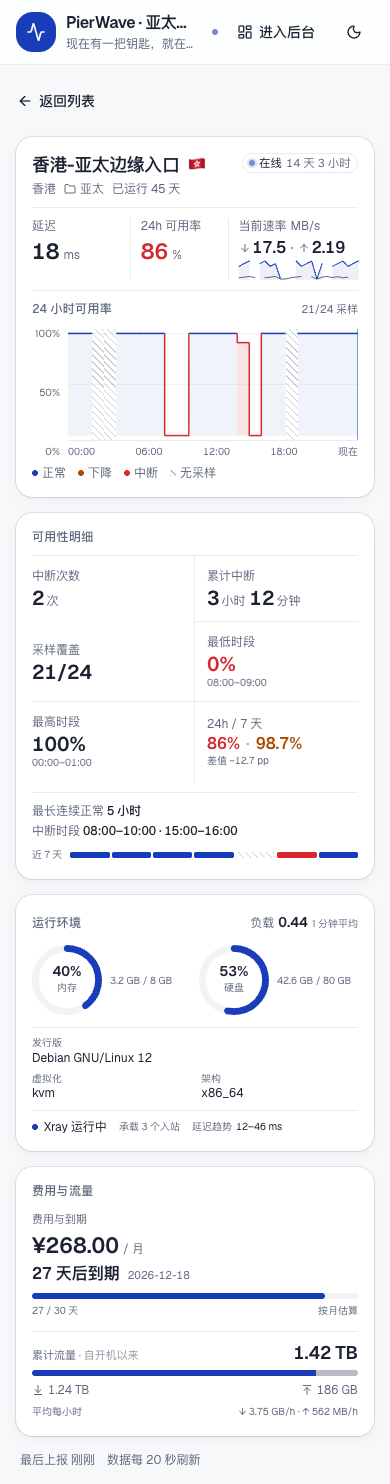 PierWave · 亚太…
现在有一把钥匙，就在…
进入后台
返回列表
香港-亚太边缘入口
在线 14 天 3 小时
香港 亚太 已运行 45 天
延迟
18 ms
24h 可用率
86 %
当前速率 MB/s
↓17.5 · ↑2.19
24 小时可用率
21/24 采样
100%
50%
0%
00:00 06:00 12:00 18:00 现在
正常 下降 中断 无采样
可用性明细
中断次数
2 次
累计中断
3 小时 12 分钟
采样覆盖
21/24
最低时段
0%
08:00–09:00
最高时段
100%
00:00–01:00
24h / 7 天
86% · 98.7%
差值 −12.7 pp
最长连续正常 5 小时
中断时段 08:00–10:00 · 15:00–16:00
近 7 天
运行环境
负载 0.44 1 分钟平均
40%
内存
3.2 GB / 8 GB
53%
硬盘
42.6 GB / 80 GB
发行版
Debian GNU/Linux 12
虚拟化
kvm
架构
x86_64
Xray 运行中 承载 3 个入站 延迟趋势 12–46 ms
费用与流量
费用与到期
¥268.00 / 月
27 天后到期 2026-12-18
27 / 30 天
按月估算
累计流量 · 自开机以来
1.42 TB
↓ 1.24 TB
↑ 186 GB
平均每小时
↓ 3.75 GB/h · ↑ 562 MB/h
最后上报 刚刚 数据每 20 秒刷新